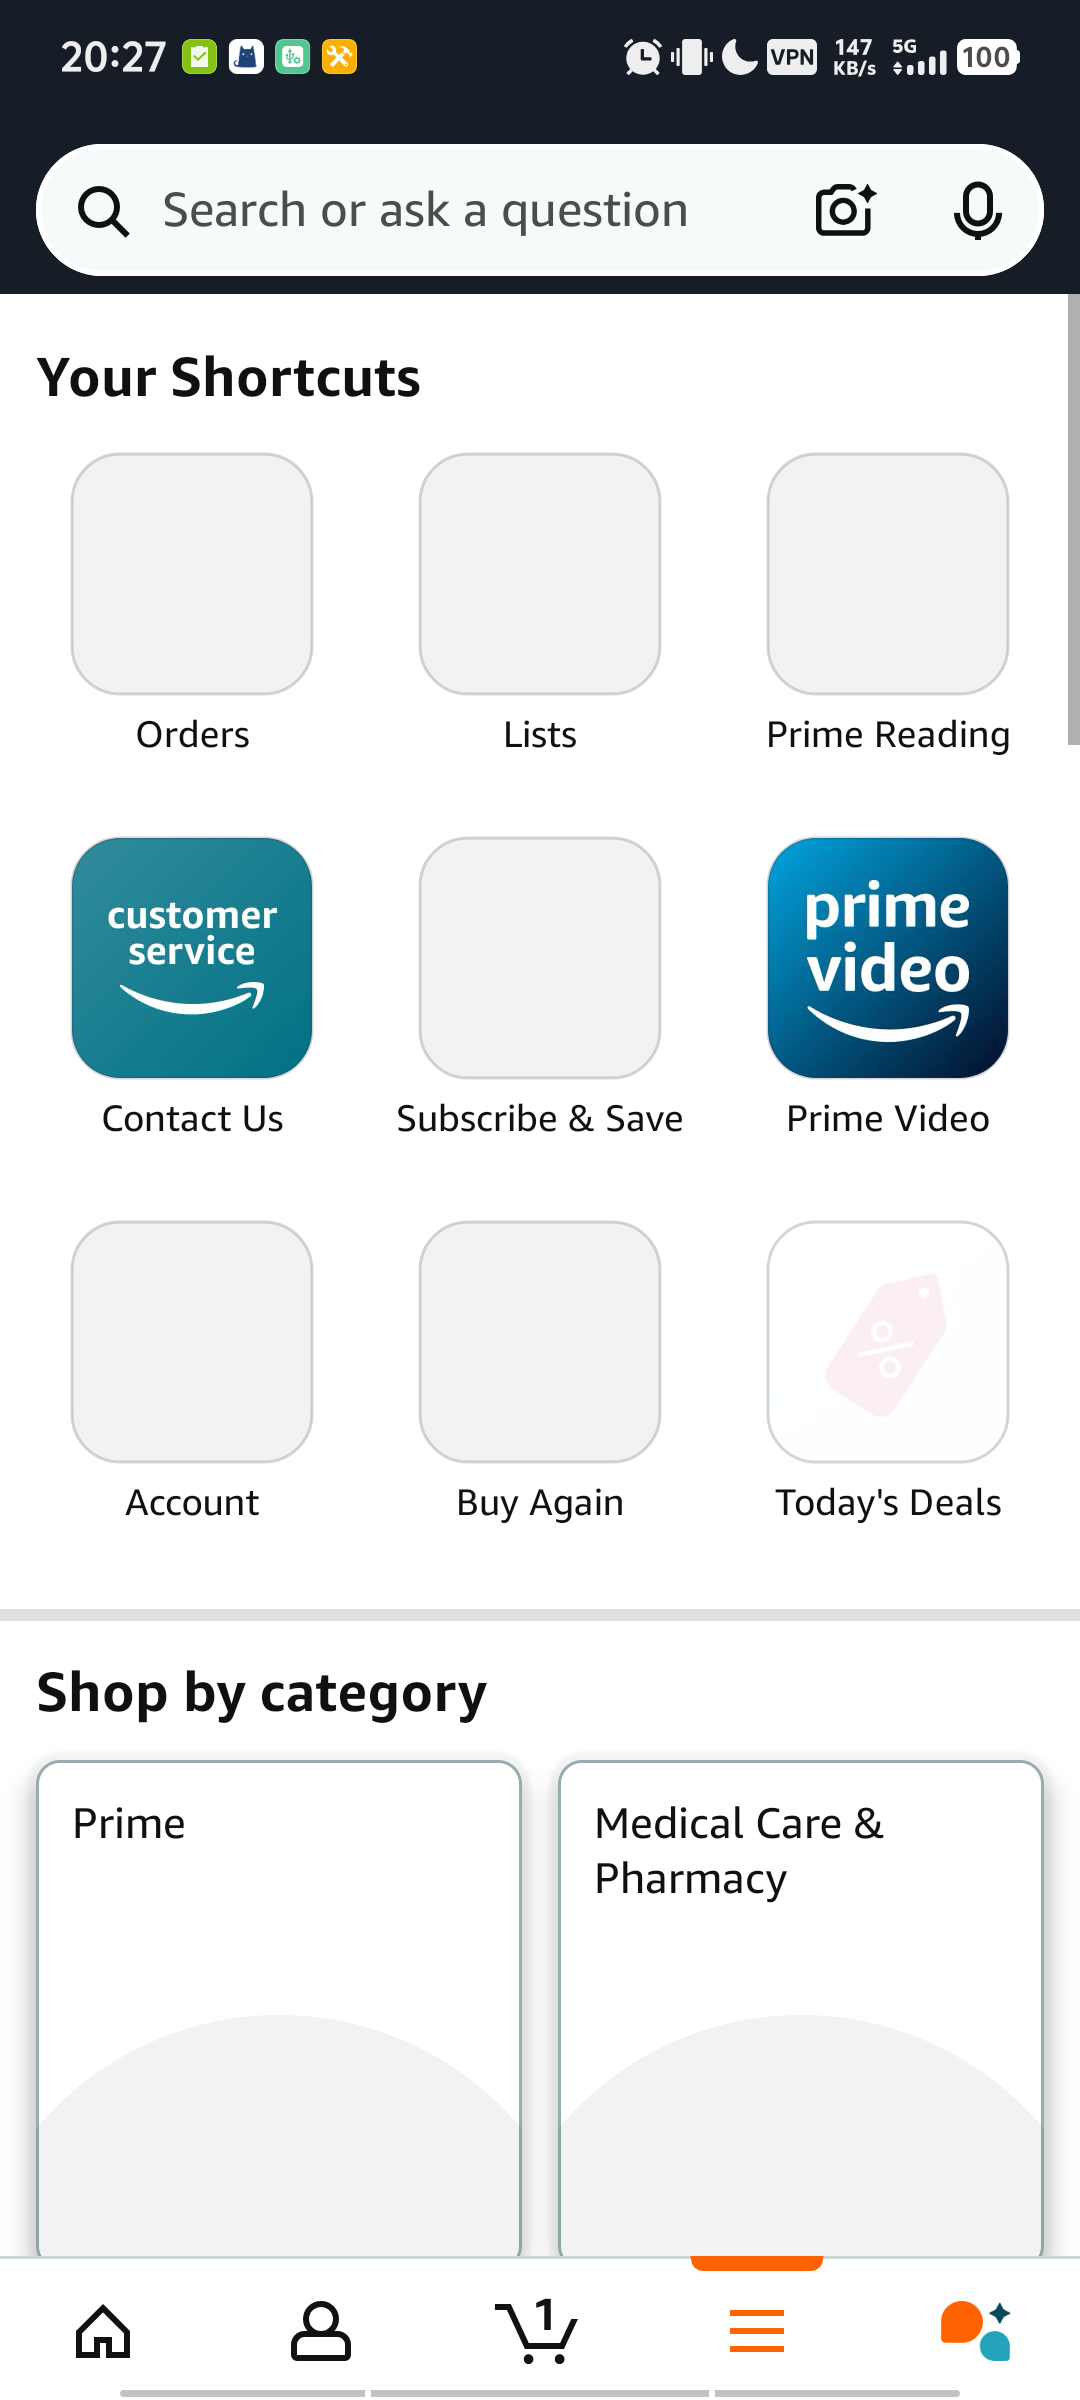 20:27
VPN
147
KB/s
5G
100
Search or ask a question
Your Shortcuts
Orders
Lists
Prime Reading
customer
service
prime
video
Contact Us
Subscribe & Save
Prime Video
Account
Buy Again
Today's Deals
Shop by category
Prime
Medical Care &
Pharmacy
1